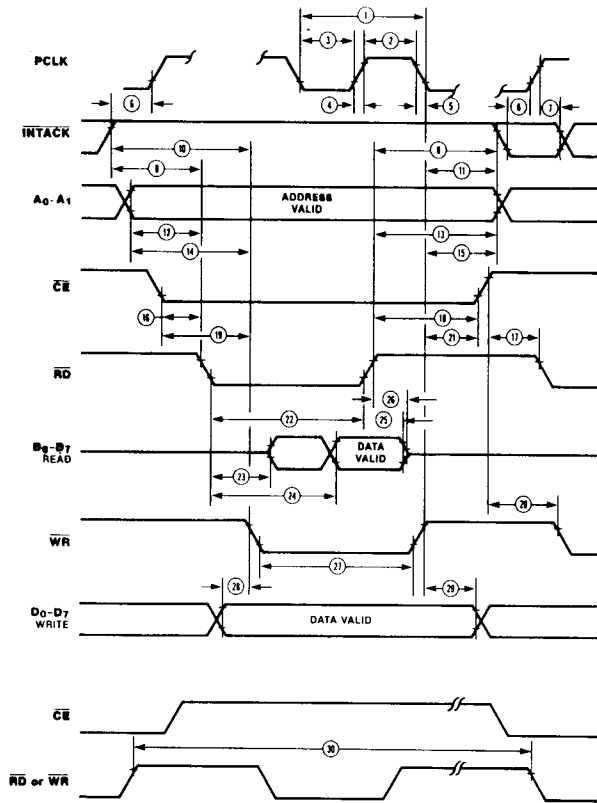 1
3 2
PCLK
6 4 5 6 7
INTACK
10 8
9 11
A0-A1 ADDRESS
VALID
12 13
14 15
CE
16 19 18 21 17
RD
26
22 25
D0-D7 DATA
READ VALID
23
24
20
WR
27
28 29
D0-D7 DATA VALID
WRITE
CE
30
RD or WR